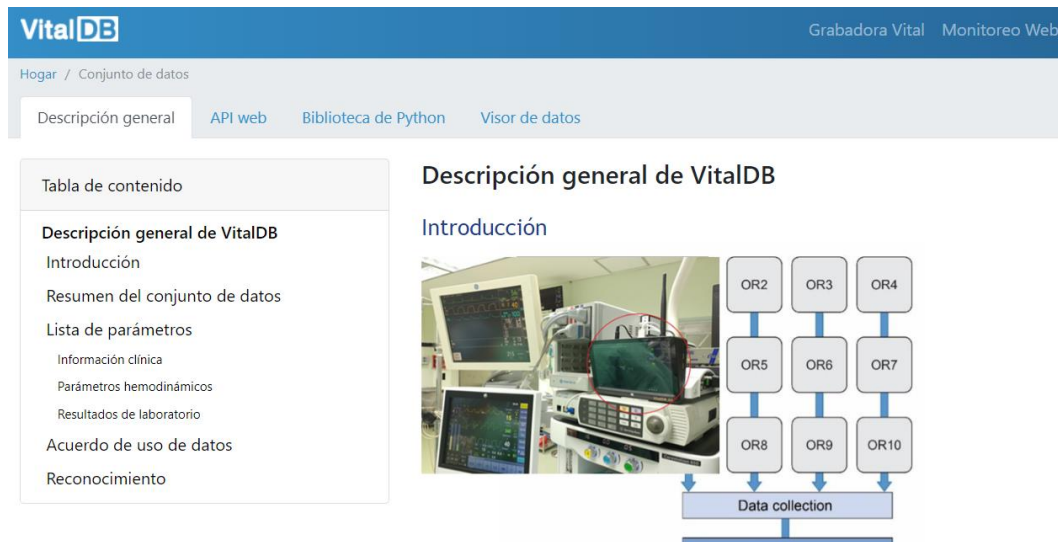 VitalDB
Grabadora Vital Monitoreo Web
Hogar / Conjunto de datos
Descripción general API web Biblioteca de Python Visor de datos
Tabla de contenido
Descripción general de VitalDB
Introducción
Resumen del conjunto de datos
Lista de parámetros
Información clínica
Parámetros hemodinámicos
Resultados de laboratorio
Acuerdo de uso de datos
Reconocimiento
Descripción general de VitalDB
Introducción
OR2 OR3 OR4
OR5 OR6 OR7
OR8 OR9 OR10
Data collection